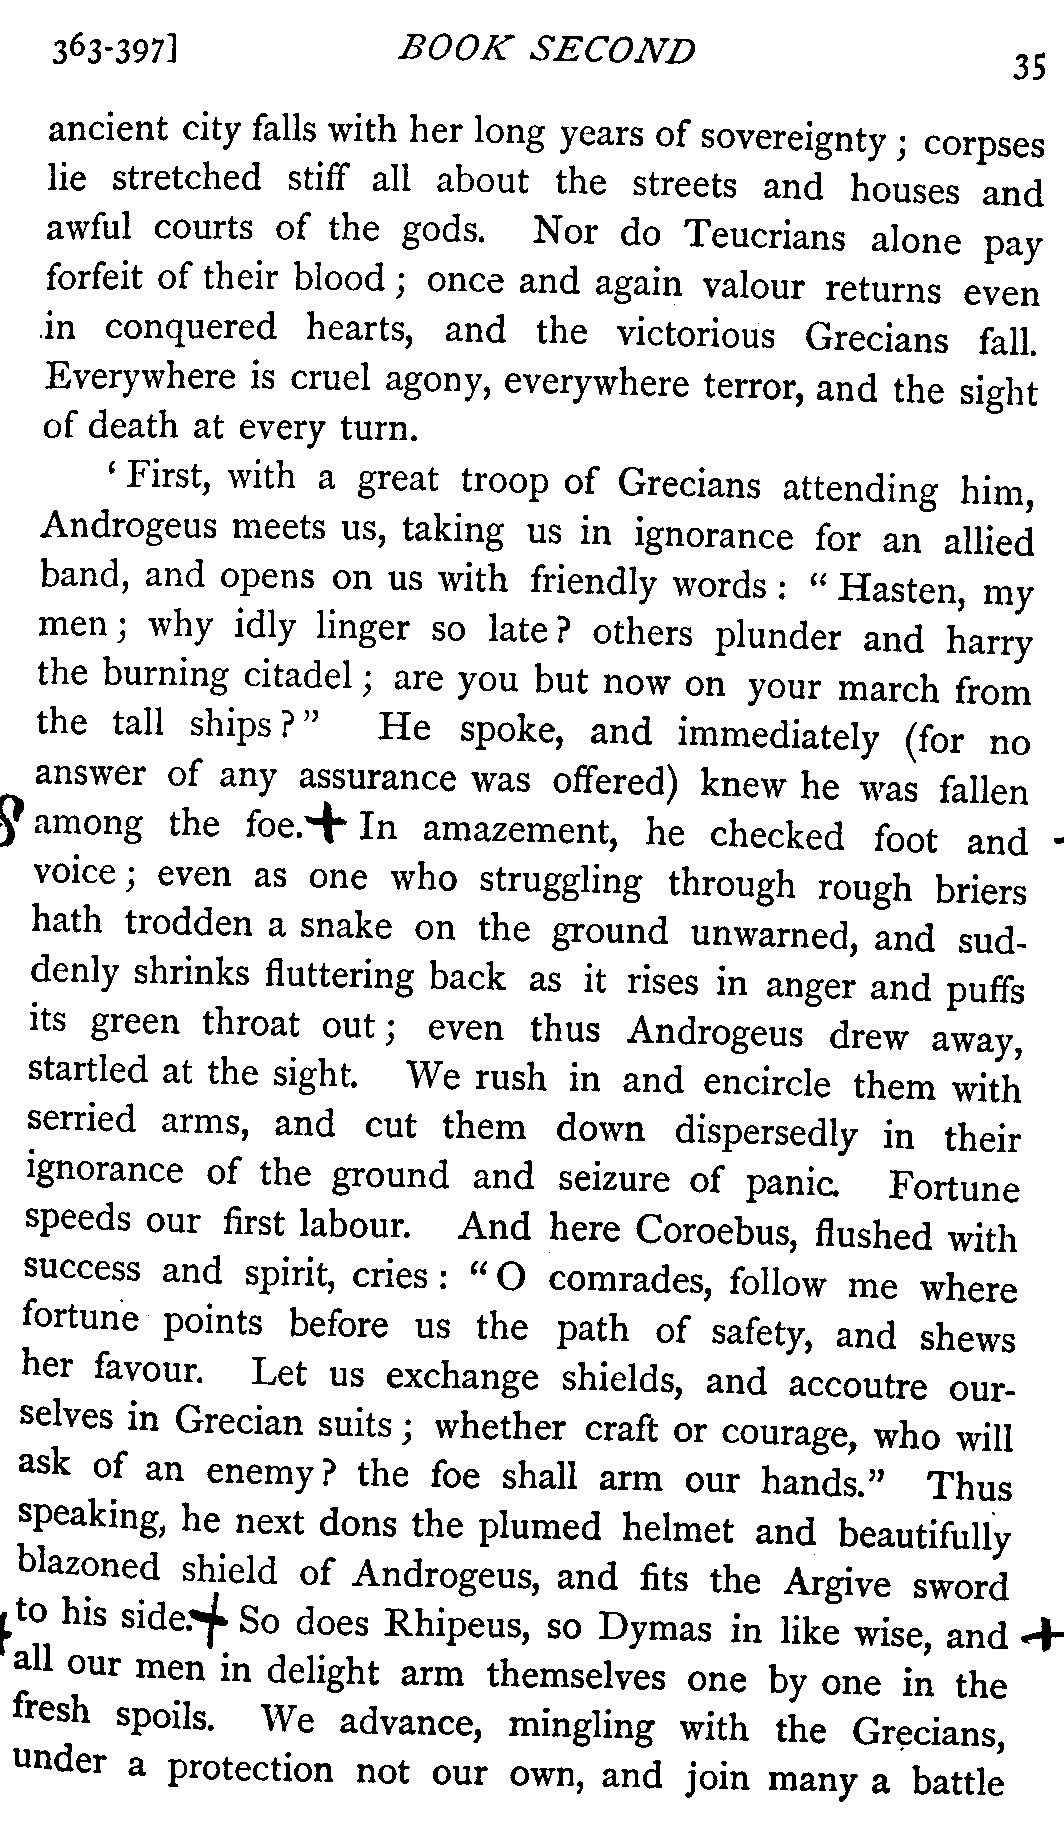 363-397] BOOK SECOND 35
ancient city falls with her long years of sovereignty ; corpses
lie stretched stiff all about the streets and houses and
awful courts of the gods. Nor do Teucrians alone pay
forfeit of their blood ; once and again valour returns even
in conquered hearts, and the victorious Grecians fall.
Everywhere is cruel agony, everywhere terror, and the sight
of death at every turn.
‘ First, with a great troop of Grecians attending him,
Androgeus meets us, taking us in ignorance for an allied
band, and opens on us with friendly words : “ Hasten, my
men ; why idly linger so late ? others plunder and harry
the burning citadel ; are you but now on your march from
the tall ships ? ” He spoke, and immediately (for no
answer of any assurance was offered) knew he was fallen
among the foe.+ In amazement, he checked foot and
voice ; even as one who struggling through rough briers
hath trodden a snake on the ground unwarned, and sud-
denly shrinks fluttering back as it rises in anger and puffs
its green throat out ; even thus Androgeus drew away,
startled at the sight. We rush in and encircle them with
serried arms, and cut them down dispersedly in their
ignorance of the ground and seizure of panic. Fortune
speeds our first labour. And here Coroebus, flushed with
success and spirit, cries : “ O comrades, follow me where
fortune points before us the path of safety, and shews
her favour. Let us exchange shields, and accoutre our-
selves in Grecian suits ; whether craft or courage, who will
ask of an enemy ? the foe shall arm our hands.” Thus
speaking, he next dons the plumed helmet and beautifully
blazoned shield of Androgeus, and fits the Argive sword
to his side.+ So does Rhipeus, so Dymas in like wise, and +
all our men in delight arm themselves one by one in the
fresh spoils. We advance, mingling with the Grecians,
under a protection not our own, and join many a battle